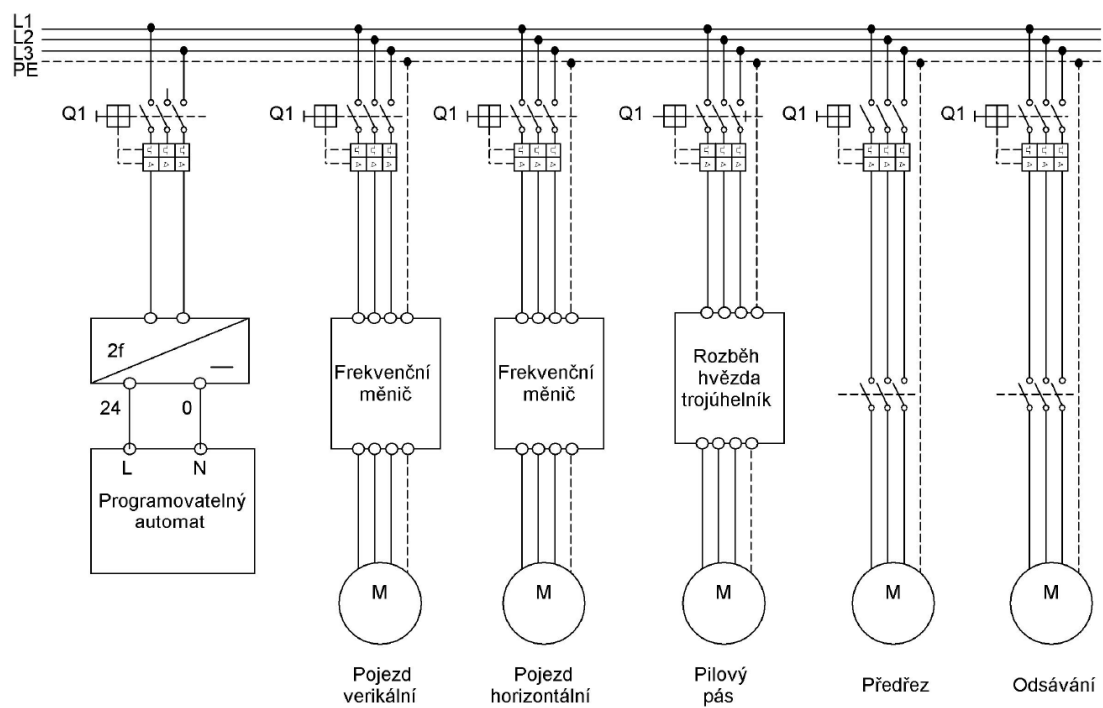 L1
L2
L3
PE
Q1
Q1
Q1
Q1
Q1
Q1
2f
24
0
L
N
Programovatelný
automat
Frekvenční
měnič
M
Pojezd
verikální
Frekvenční
měnič
M
Pojezd
horizontální
Rozběh
hvězda
trojúhelník
M
Pilový
pás
M
Předřez
M
Odsávání